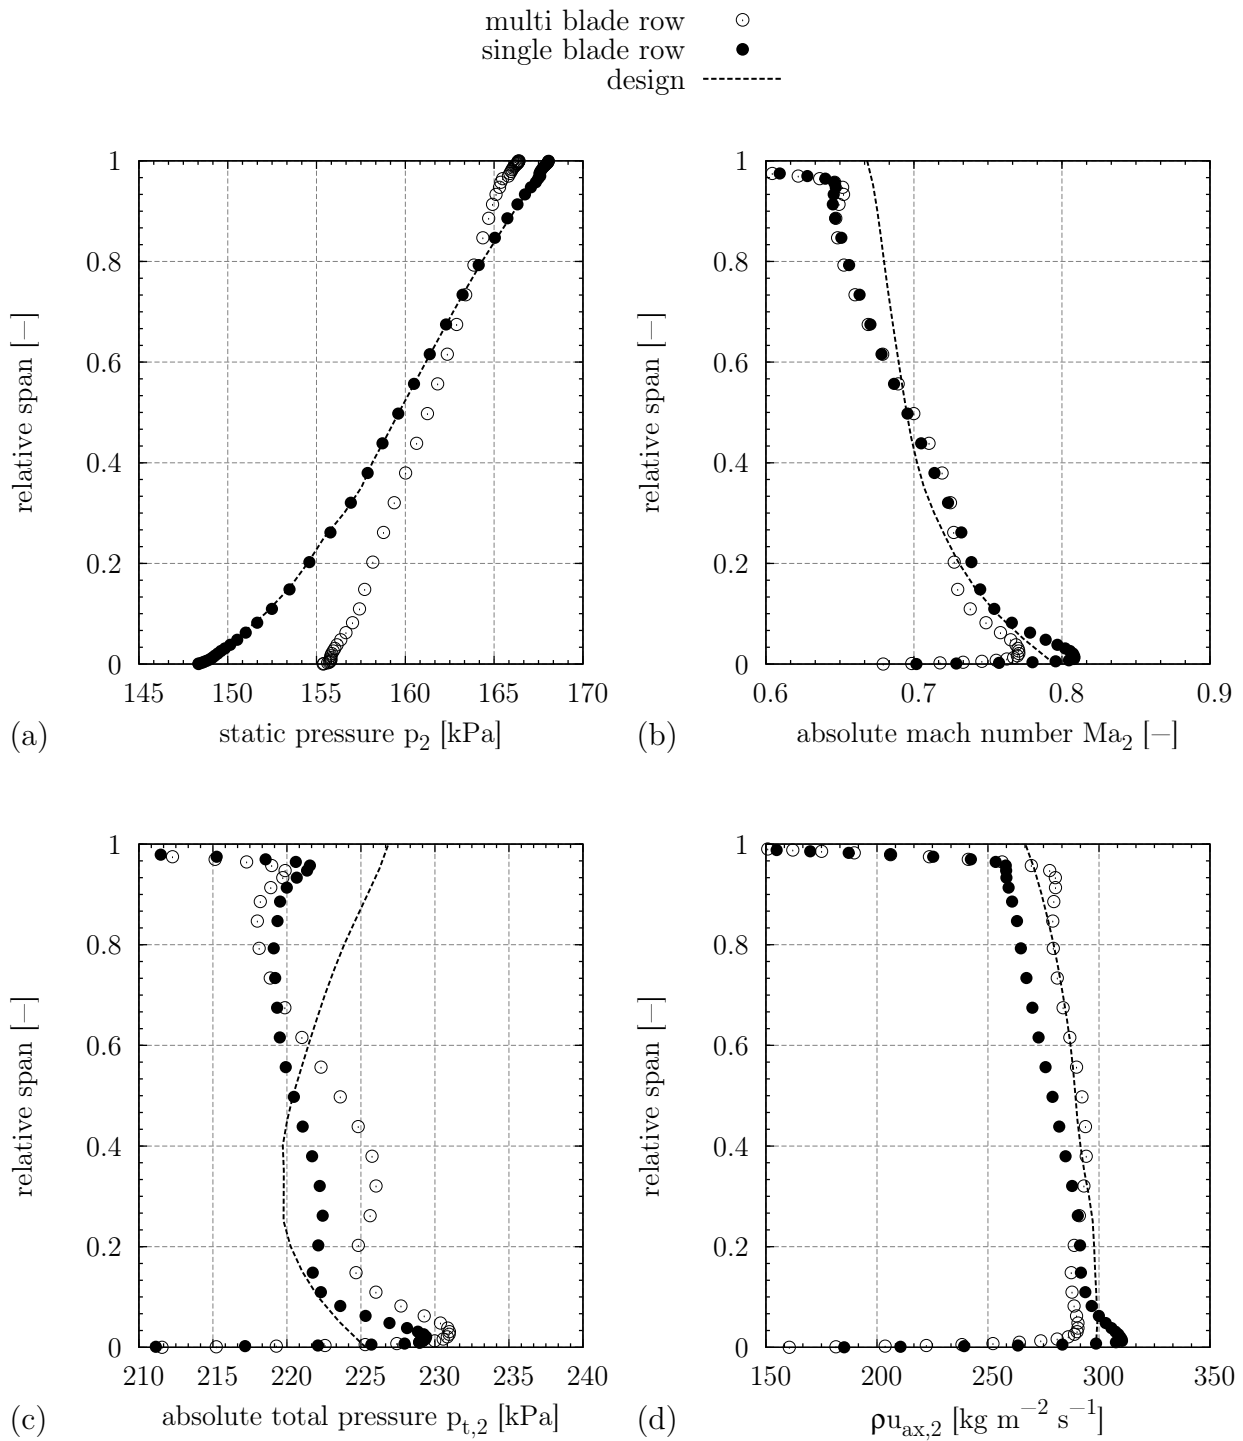 multi blade row
single blade row
design
1
0.8
0.6
0.4
0.2
0
relative span [–]
145 150 155 160 165 170
(a) static pressure p₂ [kPa]
1
0.8
0.6
0.4
0.2
0
relative span [–]
0.6 0.7 0.8 0.9
(b) absolute mach number Ma₂ [–]
1
0.8
0.6
0.4
0.2
0
relative span [–]
210 215 220 225 230 235 240
(c) absolute total pressure pₜ,₂ [kPa]
1
0.8
0.6
0.4
0.2
0
relative span [–]
150 200 250 300 350
(d) ρu_ax,2 [kg m⁻² s⁻¹]